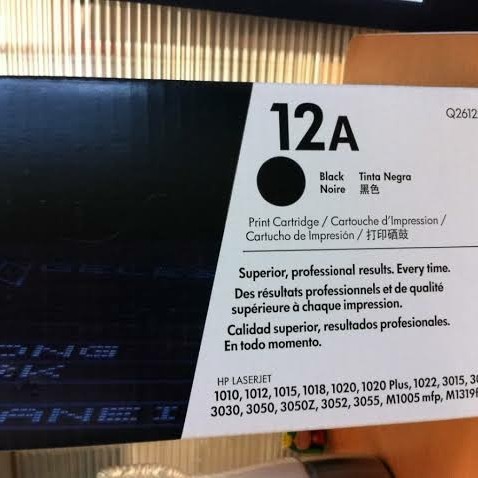 12A
Q2612
Black Tinta Negra
Noire 黑色
Print Cartridge / Cartouche d'Impression /
Cartucho de Impresión / 打印硒鼓
Superior, professional results. Every time.
Des résultats professionnels et de qualité
supérieure à chaque impression.
Calidad superior, resultados profesionales.
En todo momento.
HP LASERJET
1010, 1012, 1015, 1018, 1020, 1020 Plus, 1022, 3015,
3030, 3050, 3050Z, 3052, 3055, M1005 mfp, M1319f